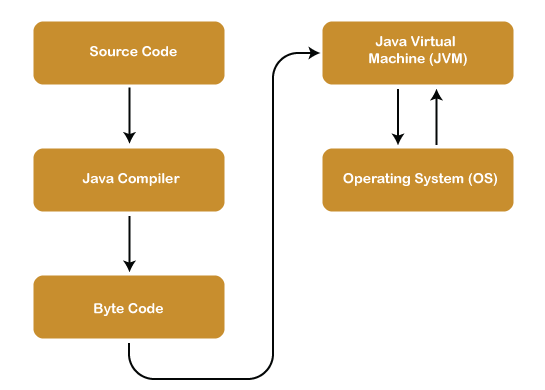 Source Code
Java Compiler
Byte Code
Java Virtual
Machine (JVM)
Operating System (OS)